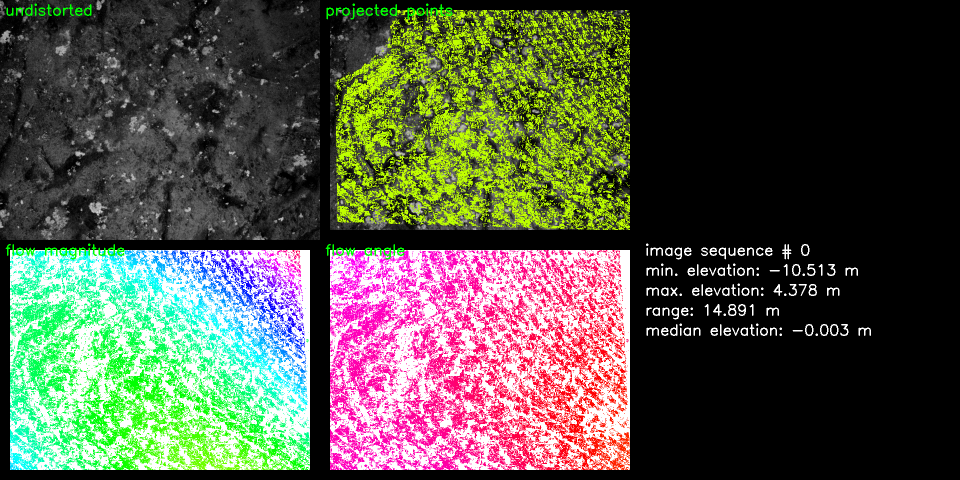 undistorted
projected points
flow magnitude
flow angle
image sequence # 0
min. elevation: −10.513 m
max. elevation: 4.378 m
range: 14.891 m
median elevation: −0.003 m